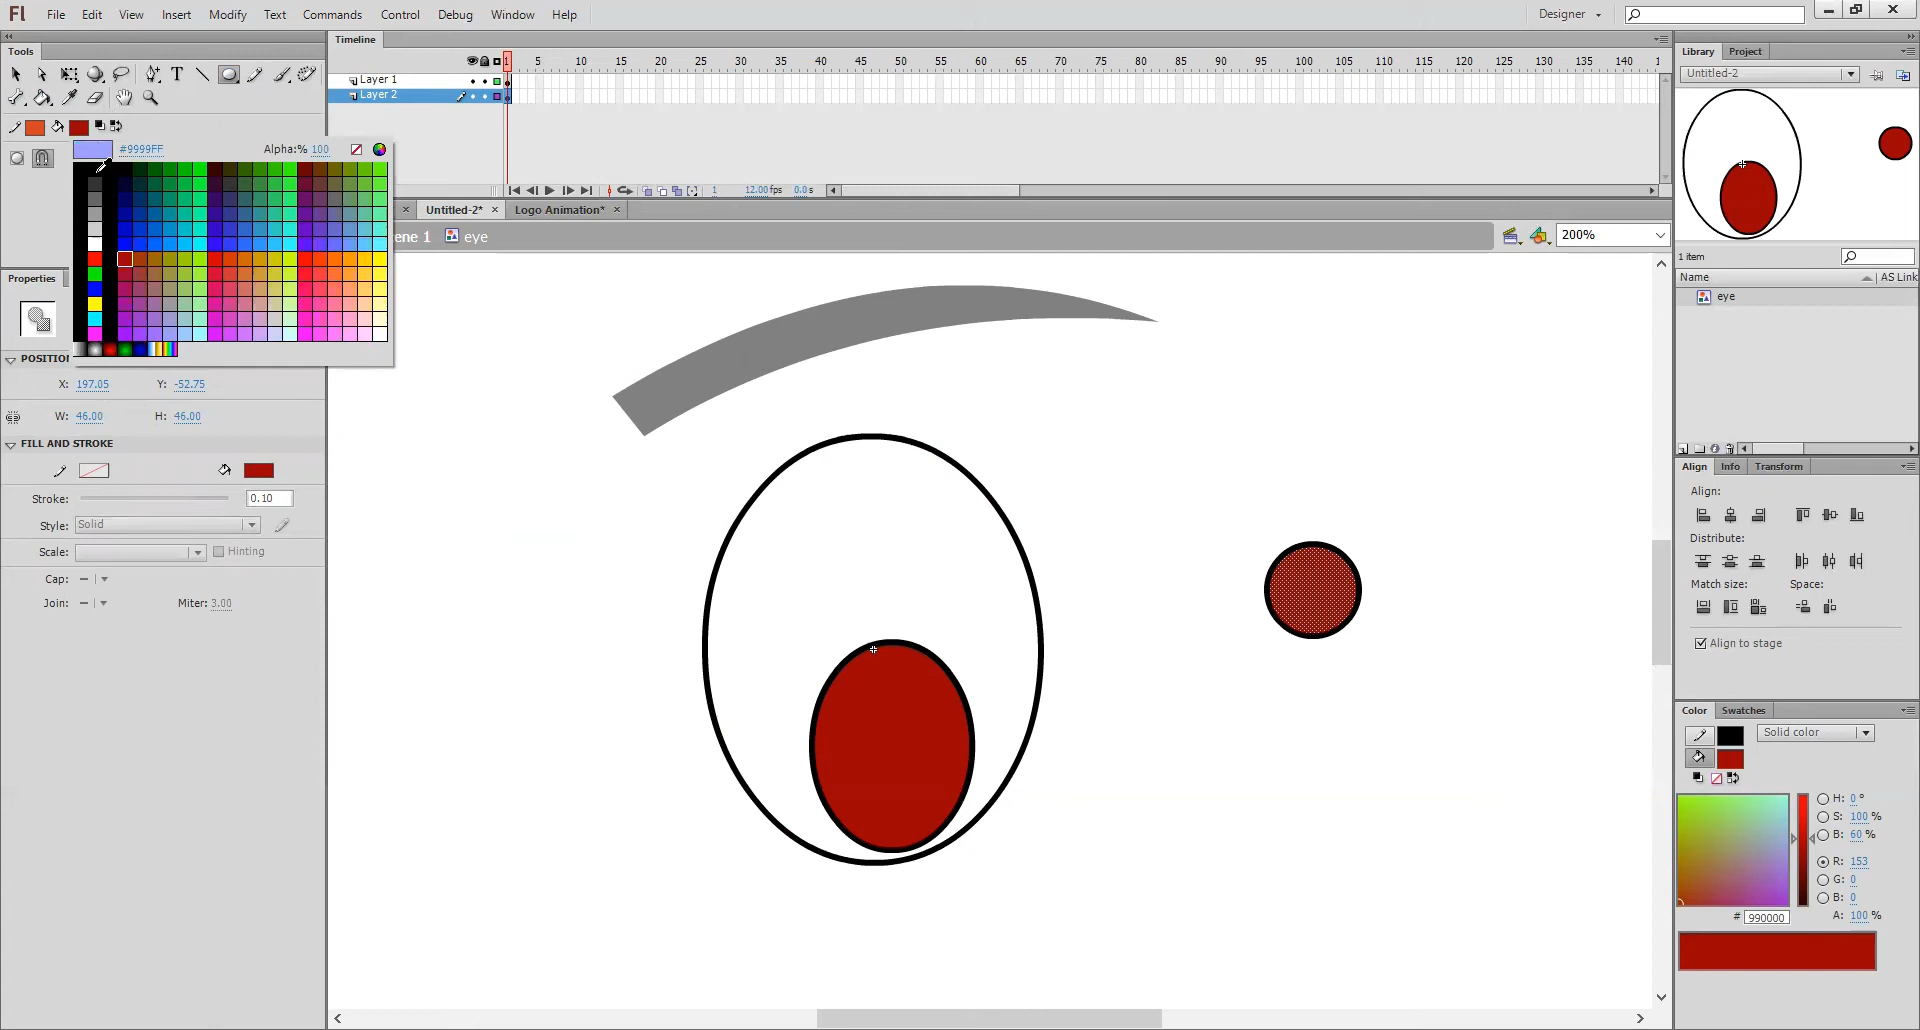 Fl File Edit View Insert Modify Text Commands Control Debug Window Help Designer
Tools
Timeline
1 5 10 15 20 25 30 35 40 45 50 55 60 65 70 75 80 85 90 95 100 105 110 115 120 125 130 135 140 145 1
Layer 1
Layer 2
#9999FF Alpha:% 100
1 12.00 fps 0.0 s
Untitled-2* × Logo Animation* ×
ene 1 eye 200%
Properties
POSITION
X: 197.05 Y: -52.75
W: 46.00 H: 46.00
FILL AND STROKE
Stroke: 0.10
Style: Solid
Scale: Hinting
Cap:
Join: Miter: 3.00
Library Project
Untitled-2
1 item
Name AS Link
eye
Align Info Transform
Align:
Distribute:
Match size: Space:
Align to stage
Color Swatches
Solid color
H: 0 °
S: 100 %
B: 60 %
R: 153
G: 0
B: 0
# 990000 A: 100 %